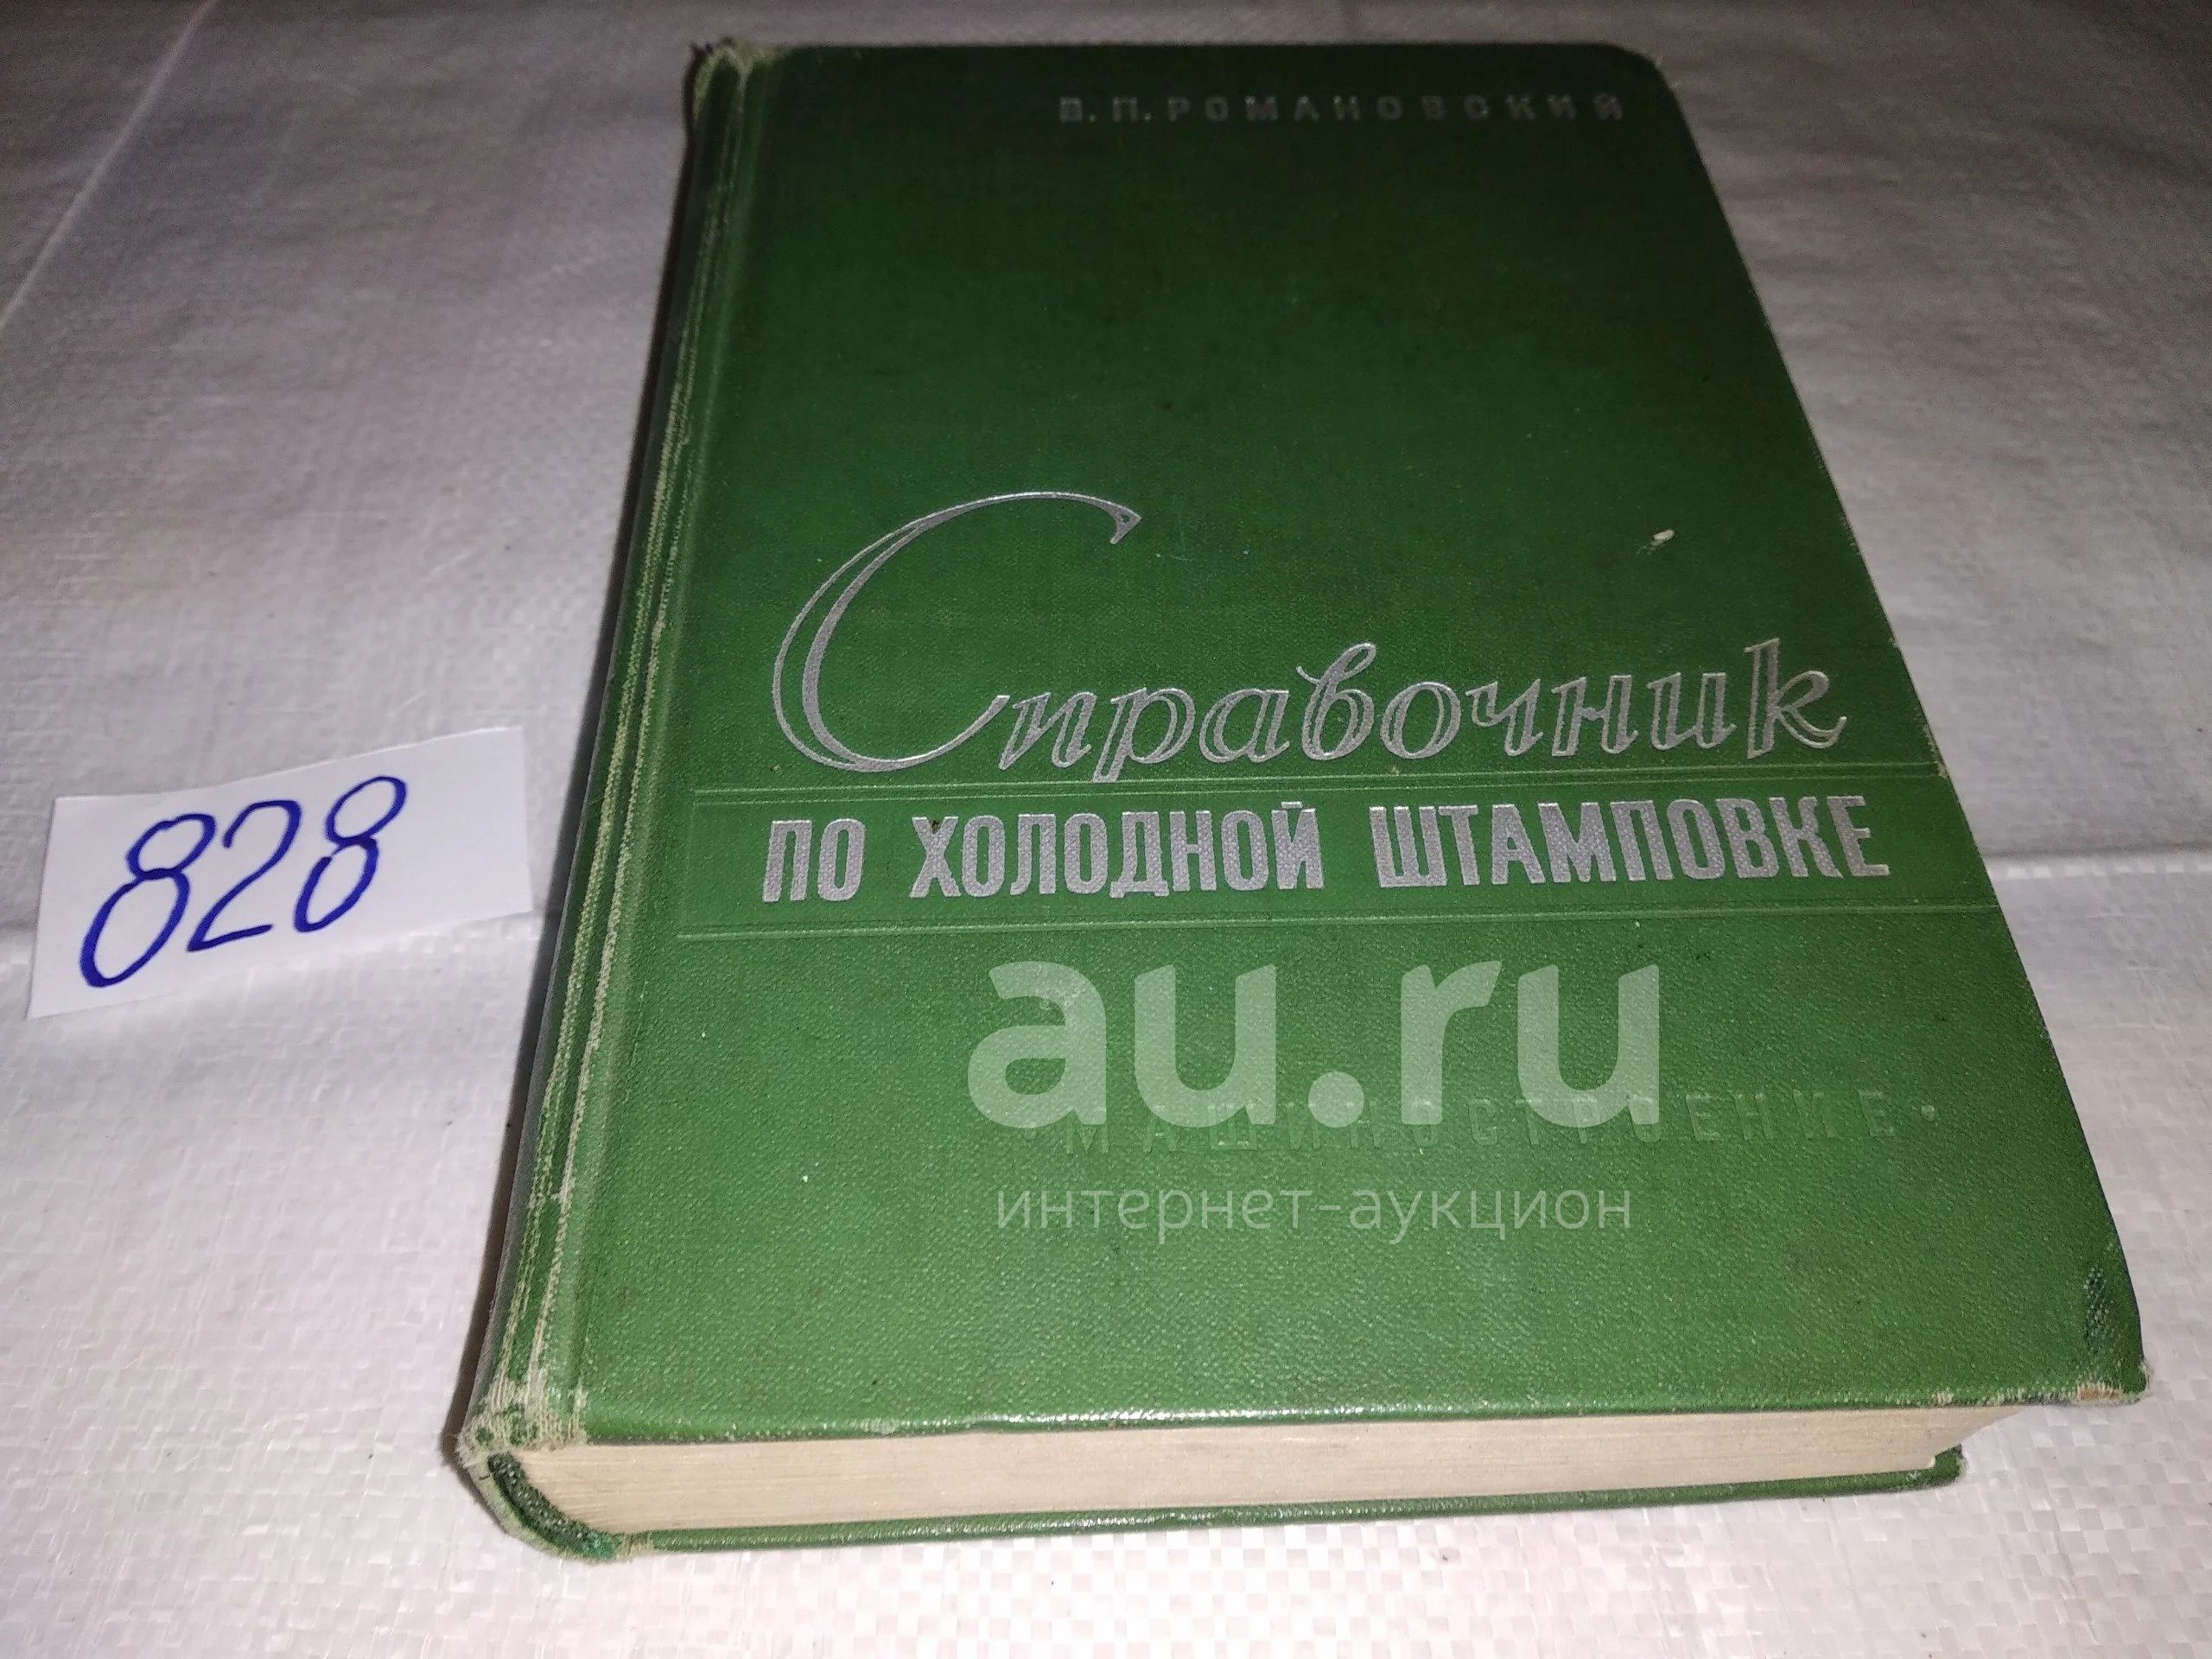 В. П. РОМАНОВСКИЙ
Справочник
ПО ХОЛОДНОЙ ШТАМПОВКЕ
828
au.ru
• МАШИНОСТРОЕНИЕ •
интернет-аукцион